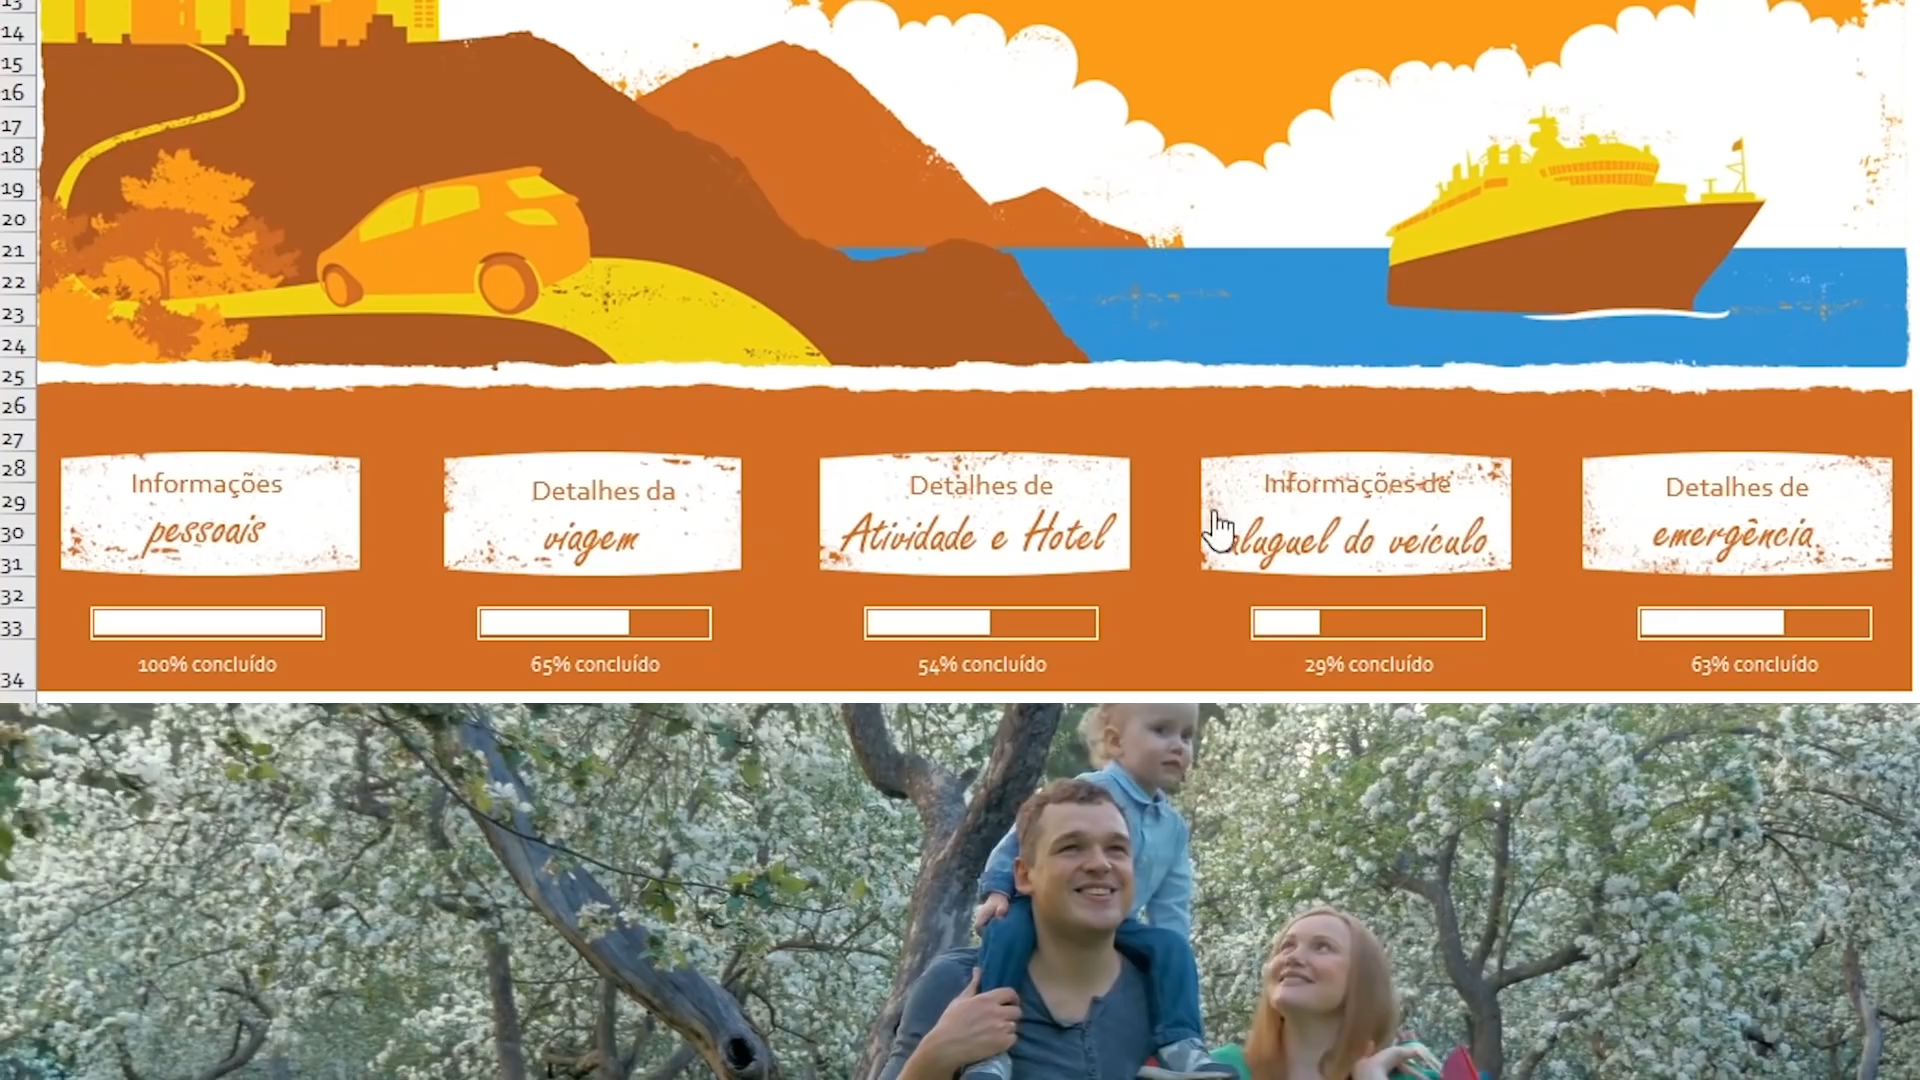 13
14
15
16
17
18
19
20
21
22
23
24
25
26
27
28
29
30
31
32
33
34
Informações
pessoais
Detalhes da
viagem
Detalhes de
Atividade e Hotel
Informações de
aluguel do veículo
Detalhes de
emergência
100% concluído
65% concluído
54% concluído
29% concluído
63% concluído